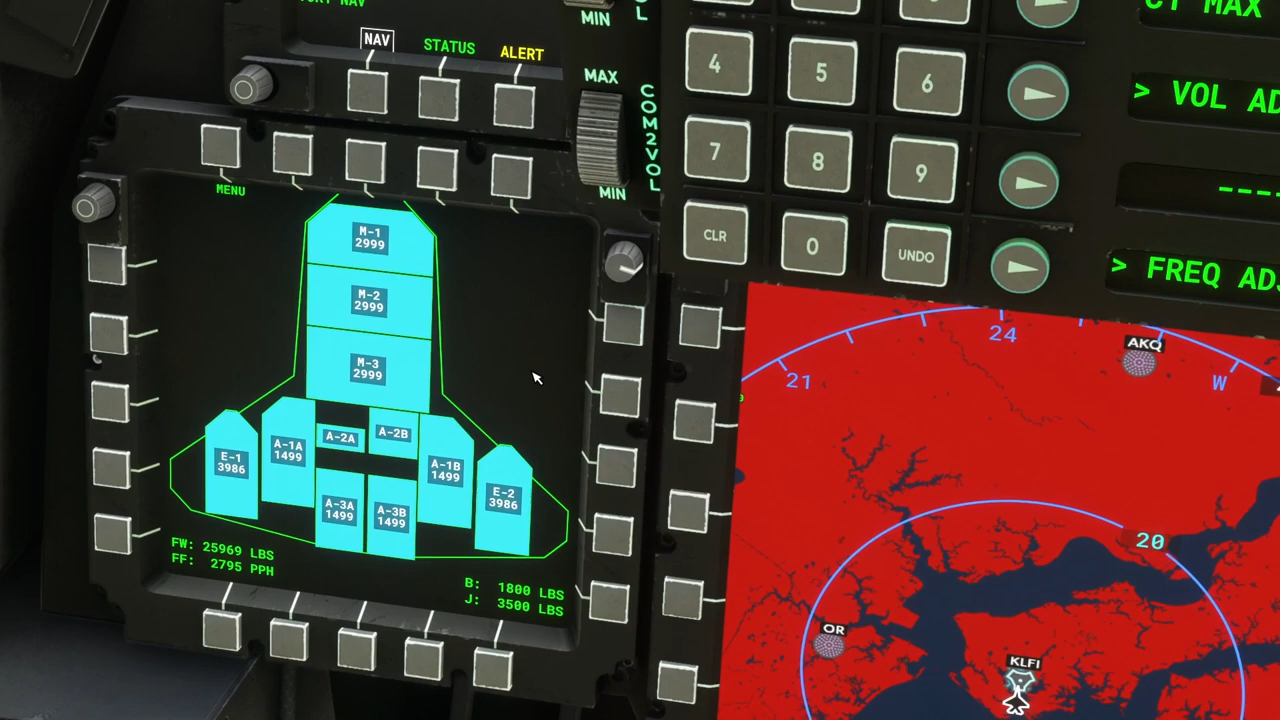 NAV
STATUS
ALERT
MIN
MAX
COM2VOL
MIN
MENU
M-1
2999
M-2
2999
M-3
2999
E-1
3986
A-1A
1499
A-2A
A-2B
A-1B
1499
E-2
3986
A-3A
1499
A-3B
1499
FW: 25969 LBS
FF: 2795 PPH
B: 1800 LBS
J: 3500 LBS
4
5
6
7
8
9
CLR
0
UNDO
CT MAX
> VOL AD
----
> FREQ AD
21
24
W
AKQ
20
OR
KLFI